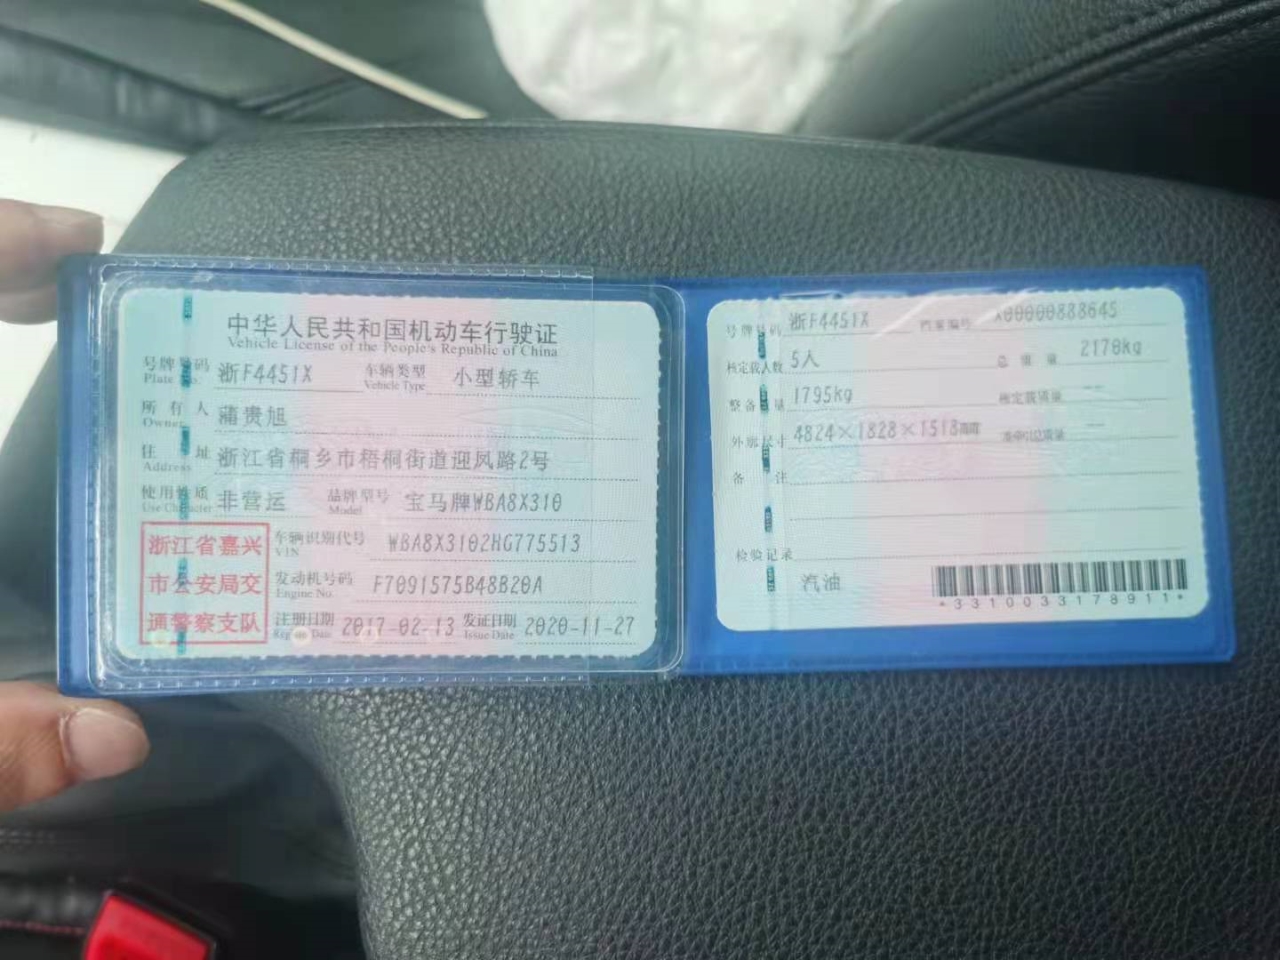 中华人民共和国机动车行驶证
Vehicle License of the People's Republic of China
号牌号码 浙F4451X 车辆类型 小型轿车
Plate No. Vehicle Type
所有人 蒲贵旭
Owner
住址 浙江省桐乡市梧桐街道迎凤路2号
Address
使用性质 非营运 品牌型号 宝马牌WBA8X310
Use Character Model
浙江省嘉兴
市公安局交
通警察支队
车辆识别代号 WBA8X3102HG775513
VIN
发动机号码 F7091575B48B20A
Engine No.
注册日期 2017-02-13 发证日期 2020-11-27
Register Date Issue Date
号牌号码 浙F4451X 档案编号 X00000888645
核定载人数 5人 总质量 2170kg
整备质量 1795kg 核定载质量 --
外廓尺寸 4824×1828×1518mm 准牵引总质量 --
备注
检验记录
汽油
*3310033178911*